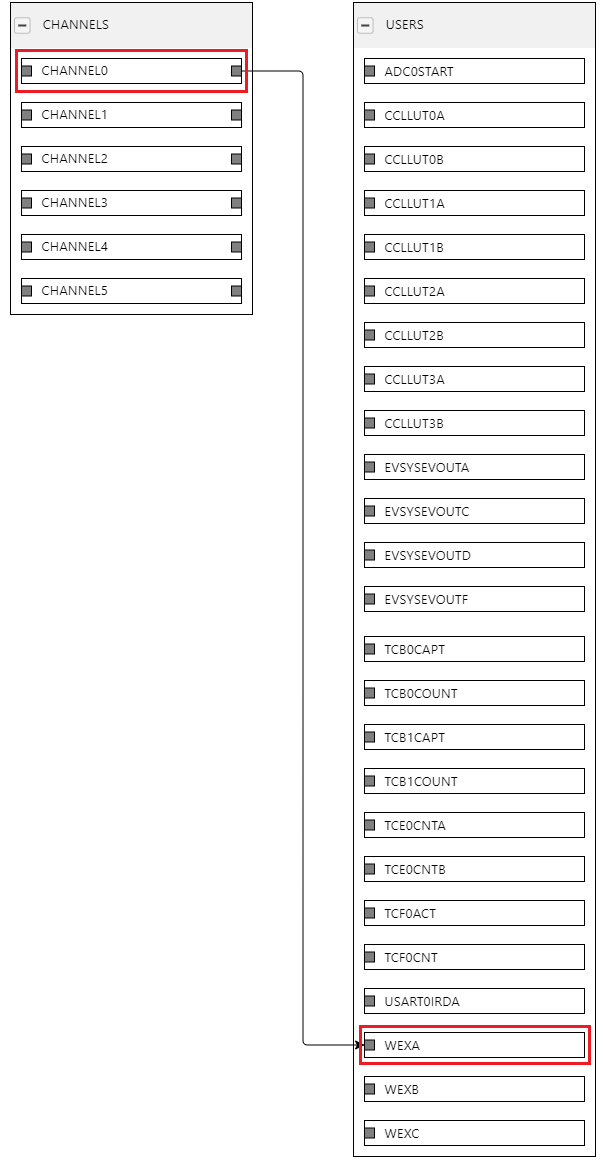 CHANNELS
CHANNEL0
CHANNEL1
CHANNEL2
CHANNEL3
CHANNEL4
CHANNEL5
USERS
ADC0START
CCLLUT0A
CCLLUT0B
CCLLUT1A
CCLLUT1B
CCLLUT2A
CCLLUT2B
CCLLUT3A
CCLLUT3B
EVSYSEVOUTA
EVSYSEVOUTC
EVSYSEVOUTD
EVSYSEVOUTF
TCB0CAPT
TCB0COUNT
TCB1CAPT
TCB1COUNT
TCE0CNTA
TCE0CNTB
TCF0ACT
TCF0CNT
USART0IRDA
WEXA
WEXB
WEXC